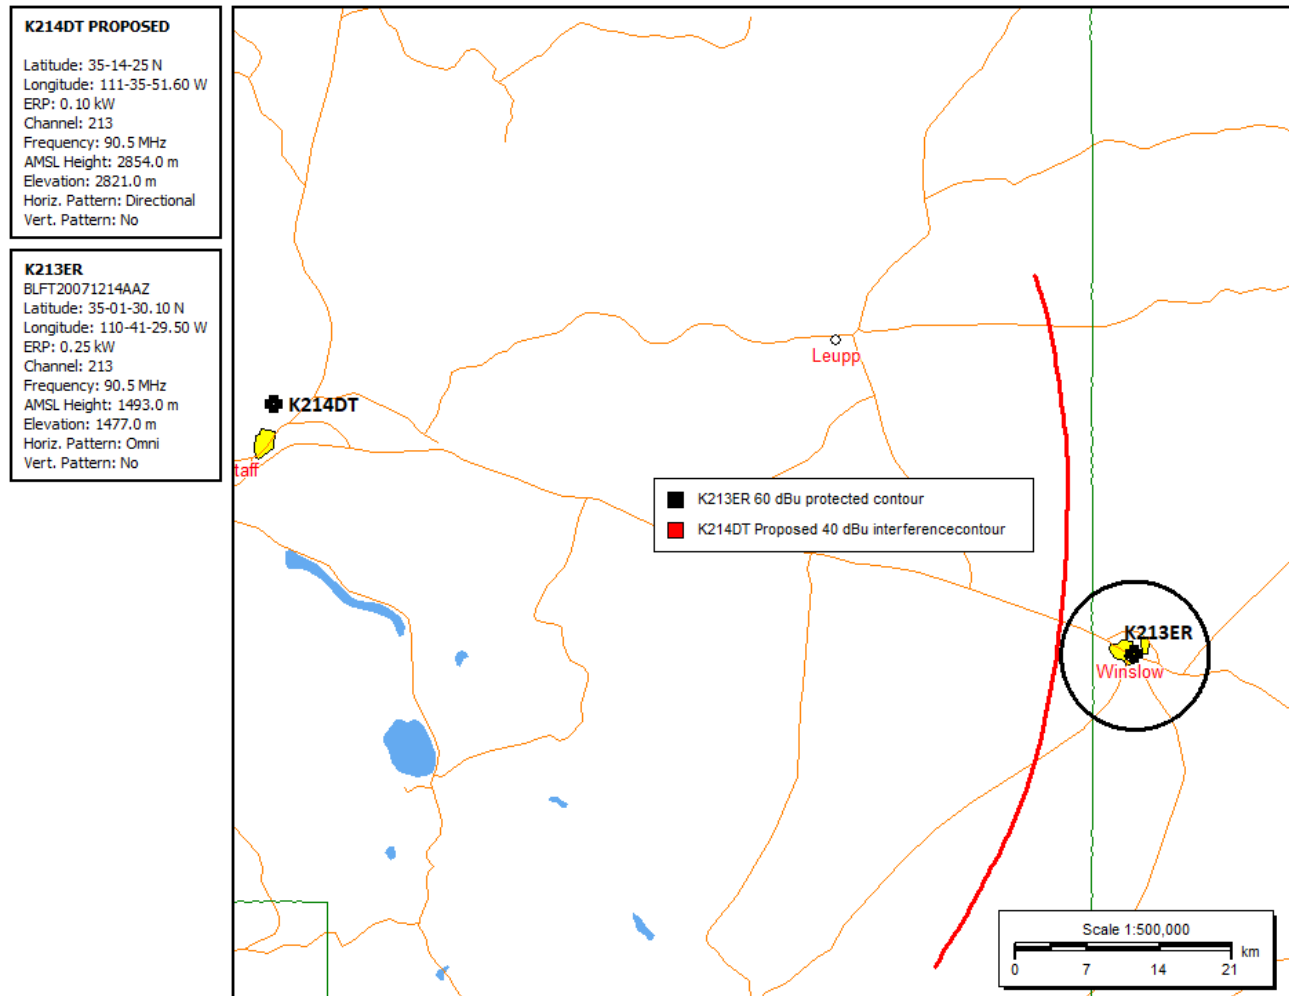 K214DT PROPOSED
Latitude: 35-14-25 N
Longitude: 111-35-51.60 W
ERP: 0.10 kW
Channel: 213
Frequency: 90.5 MHz
AMSL Height: 2854.0 m
Elevation: 2821.0 m
Horiz. Pattern: Directional
Vert. Pattern: No
K213ER
BLFT20071214AAZ
Latitude: 35-01-30.10 N
Longitude: 110-41-29.50 W
ERP: 0.25 kW
Channel: 213
Frequency: 90.5 MHz
AMSL Height: 1493.0 m
Elevation: 1477.0 m
Horiz. Pattern: Omni
Vert. Pattern: No
Leupp
K214DT
taff
K213ER 60 dBu protected contour
K214DT Proposed 40 dBu interferencecontour
K213ER
Winslow
Scale 1:500,000
km
0 7 14 21